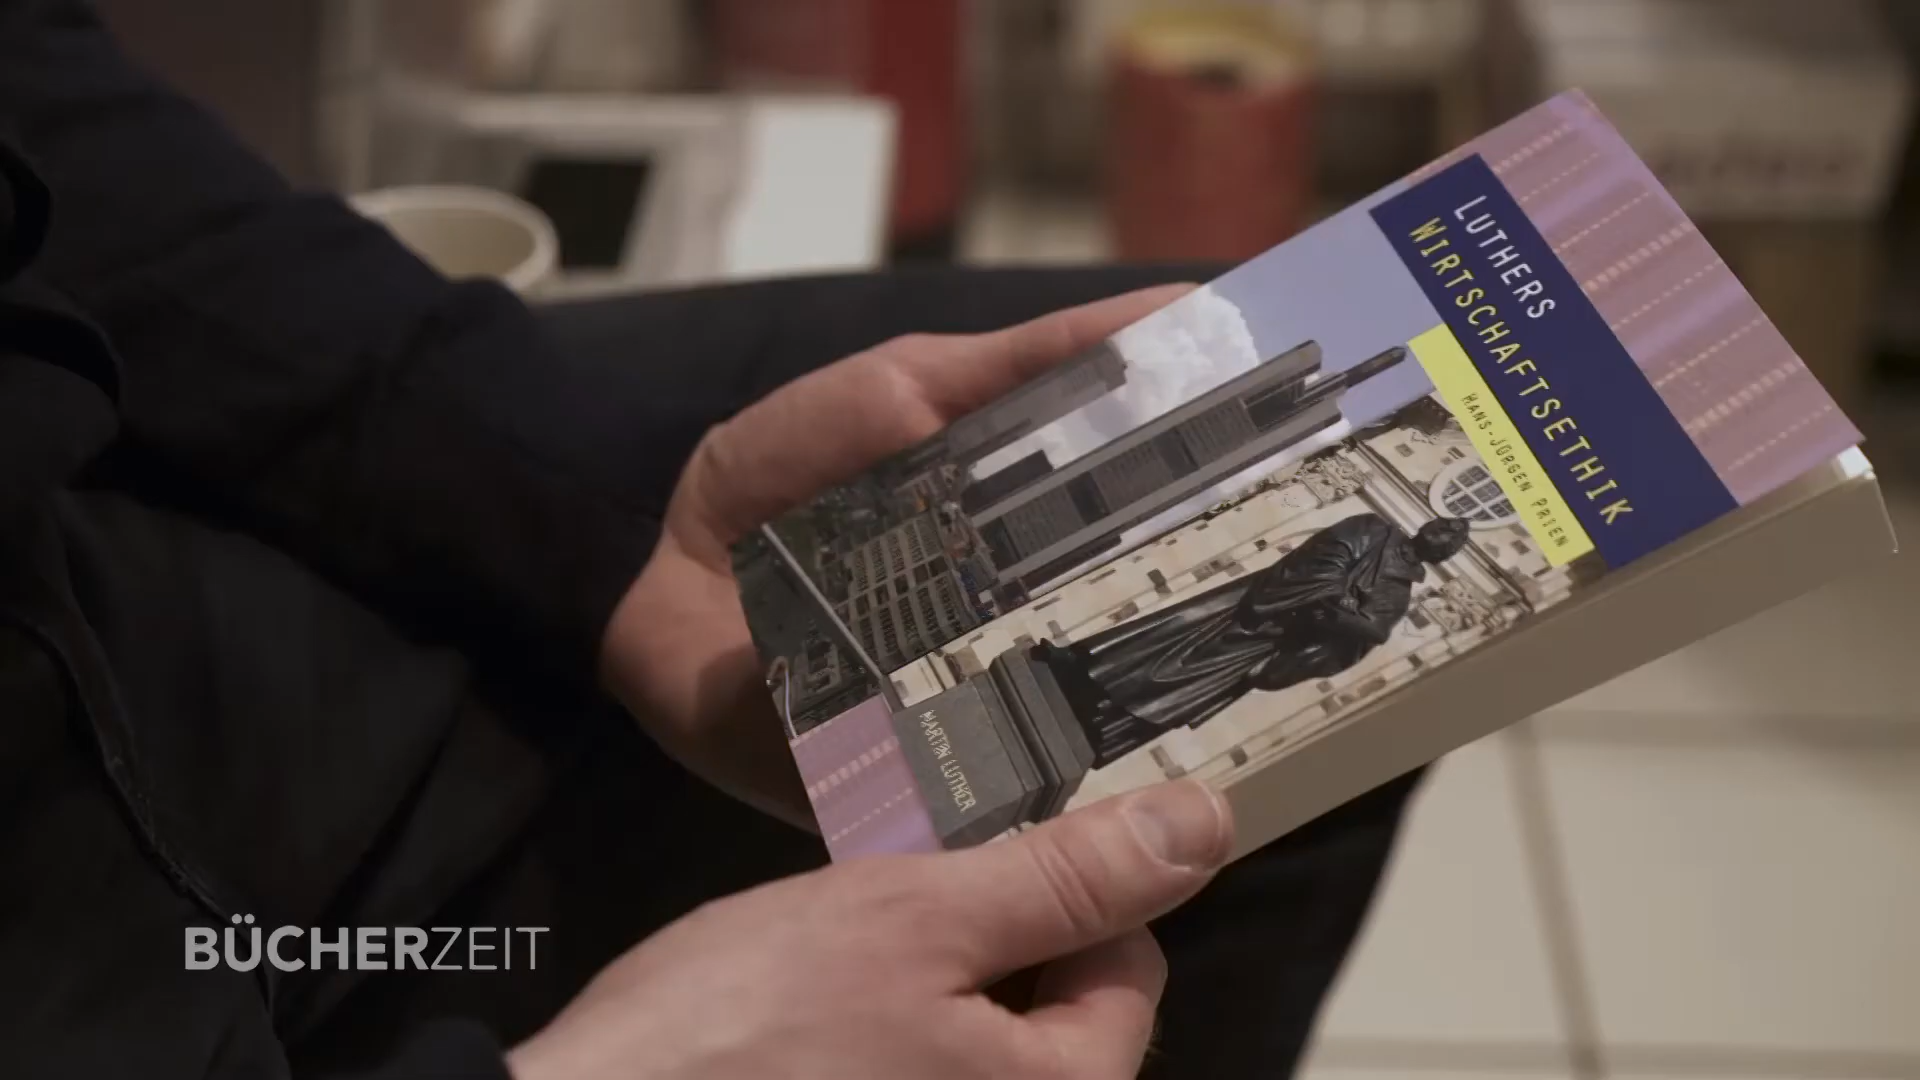 LUTHERS
WIRTSCHAFTSETHIK
HANS-JÜRGEN PRIEN
MARTIN LUTHER
BÜCHERZEIT